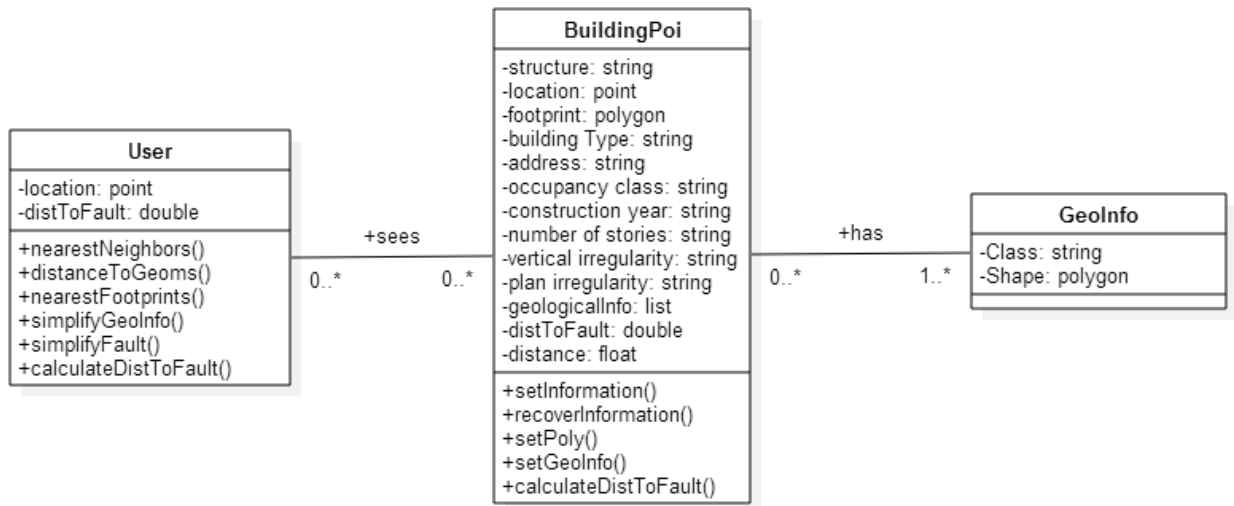 User
-location: point
-distToFault: double
+nearestNeighbors()
+distanceToGeoms()
+nearestFootprints()
+simplifyGeoInfo()
+simplifyFault()
+calculateDistToFault()
+sees
0..*
0..*
BuildingPoi
-structure: string
-location: point
-footprint: polygon
-building Type: string
-address: string
-occupancy class: string
-construction year: string
-number of stories: string
-vertical irregularity: string
-plan irregularity: string
-geologicalInfo: list
-distToFault: double
-distance: float
+setInformation()
+recoverInformation()
+setPoly()
+setGeoInfo()
+calculateDistToFault()
+has
0..*
1..*
GeoInfo
-Class: string
-Shape: polygon